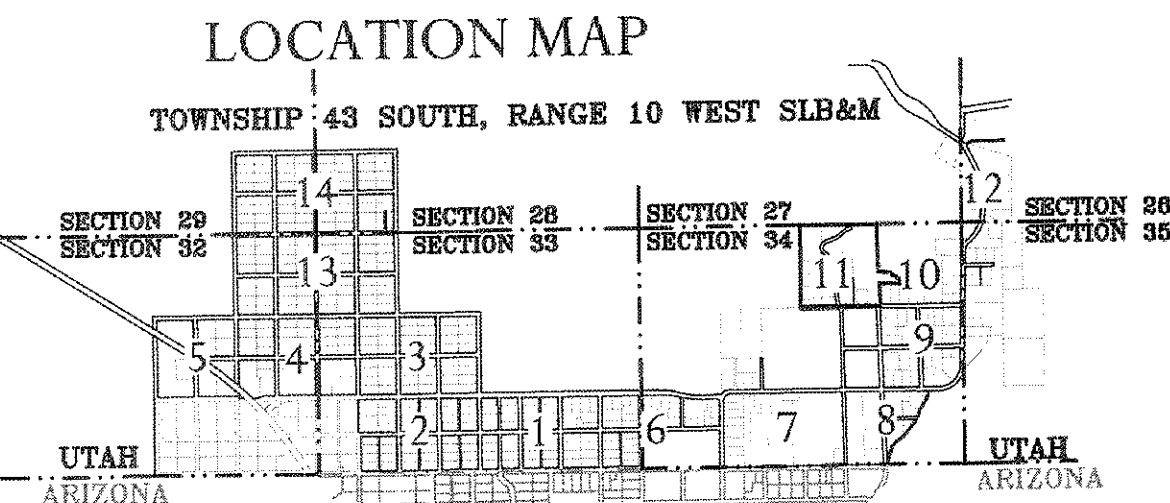 LOCATION MAP
TOWNSHIP 43 SOUTH, RANGE 10 WEST SLB&M
14
12
SECTION 29
SECTION 28
SECTION 27
SECTION 26
SECTION 32
SECTION 33
SECTION 34
SECTION 35
13
11
10
5
4
3
9
2
1
6
7
8
UTAH
UTAH
ARIZONA
ARIZONA